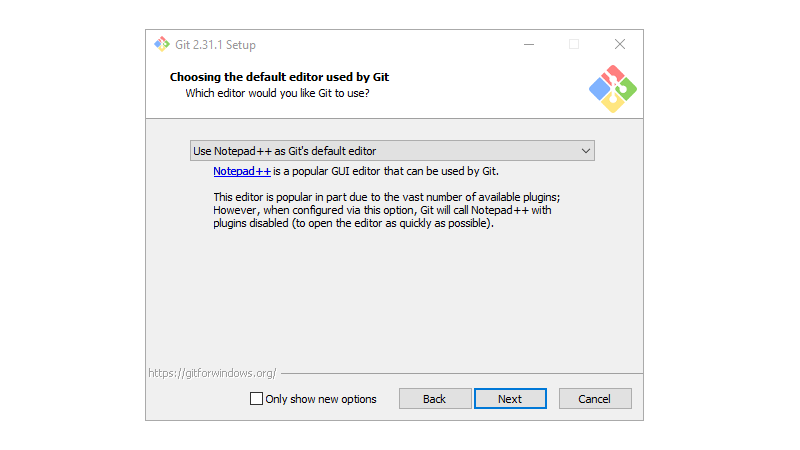 Git 2.31.1 Setup
Choosing the default editor used by Git
Which editor would you like Git to use?
Use Notepad++ as Git's default editor
Notepad++ is a popular GUI editor that can be used by Git.
This editor is popular in part due to the vast number of available plugins;
However, when configured via this option, Git will call Notepad++ with
plugins disabled (to open the editor as quickly as possible).
https://gitforwindows.org/
Only show new options
Back
Next
Cancel